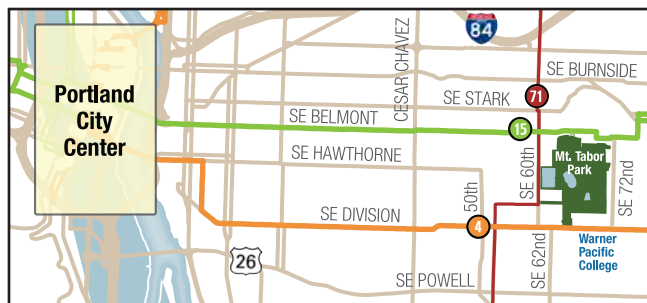 84
SE BURNSIDE
CESAR CHAVEZ
Portland
City
Center
71
SE STARK
SE BELMONT
15
SE HAWTHORNE
Mt. Tabor
Park
SE 60th
SE 72nd
50th
SE DIVISION
4
Warner
Pacific
College
SE 62nd
26
SE POWELL